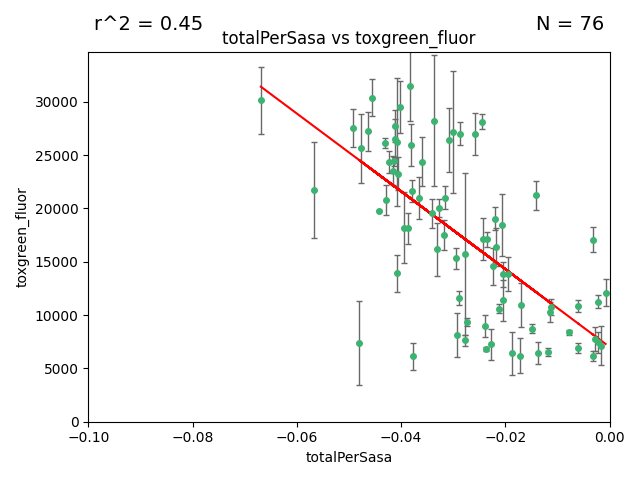 r^2 = 0.45
N = 76
totalPerSasa vs toxgreen_fluor
30000
25000
20000
15000
10000
5000
0
toxgreen_fluor
−0.10
−0.08
−0.06
−0.04
−0.02
0.00
totalPerSasa